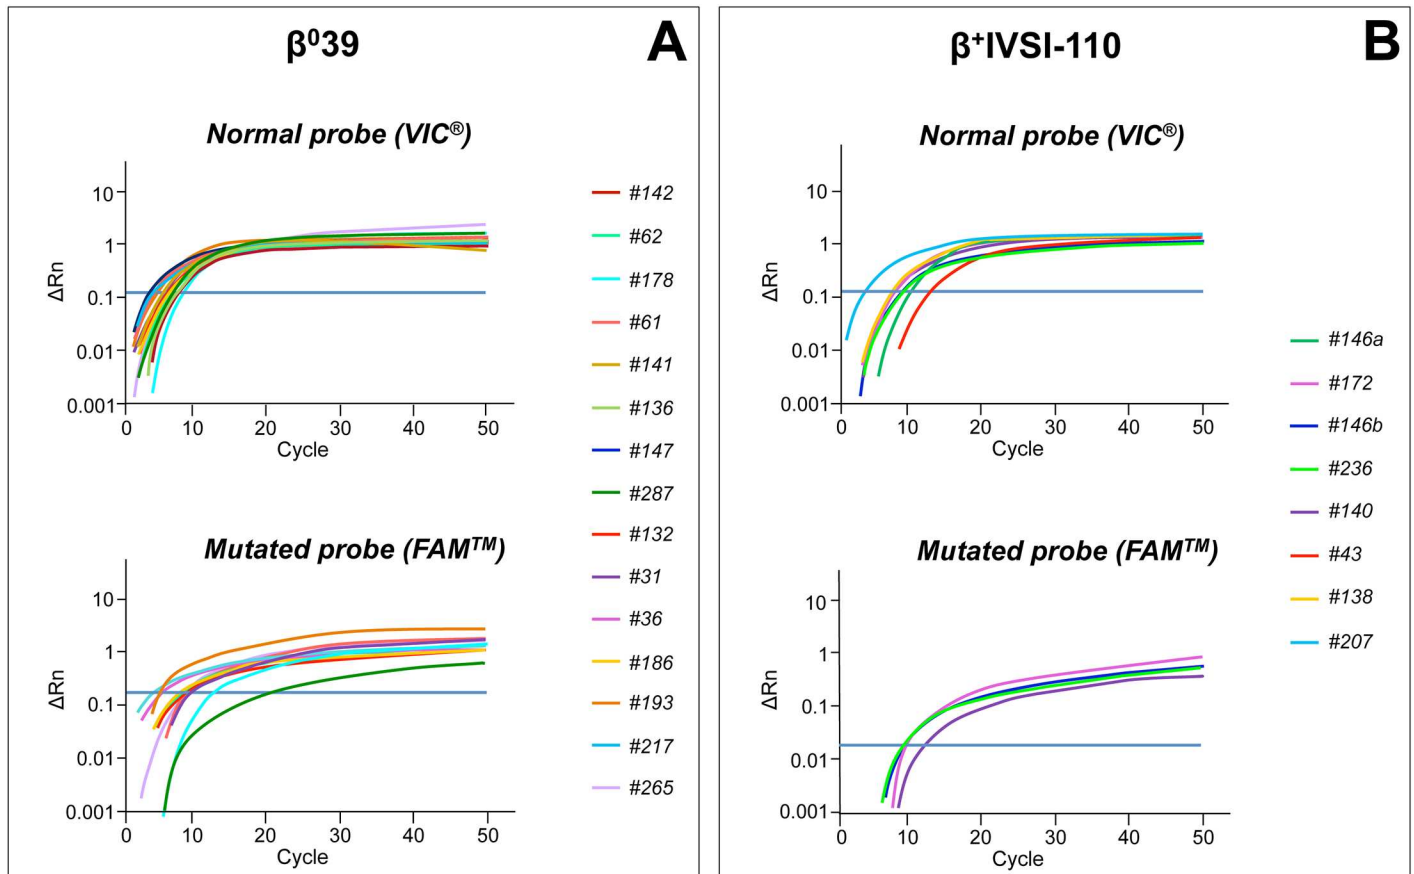 β⁰39
A
Normal probe (VIC®)
10
1
0.1
0.01
0.001
ΔRn
0 10 20 30 40 50
Cycle
Mutated probe (FAM™)
10
1
0.1
0.01
0.001
ΔRn
0 10 20 30 40 50
Cycle
#142
#62
#178
#61
#141
#136
#147
#287
#132
#31
#36
#186
#193
#217
#265
β⁺IVSI-110
B
Normal probe (VIC®)
10
1
0.1
0.01
0.001
ΔRn
0 10 20 30 40 50
Cycle
Mutated probe (FAM™)
10
1
0.1
0.01
0.001
ΔRn
0 10 20 30 40 50
Cycle
#146a
#172
#146b
#236
#140
#43
#138
#207